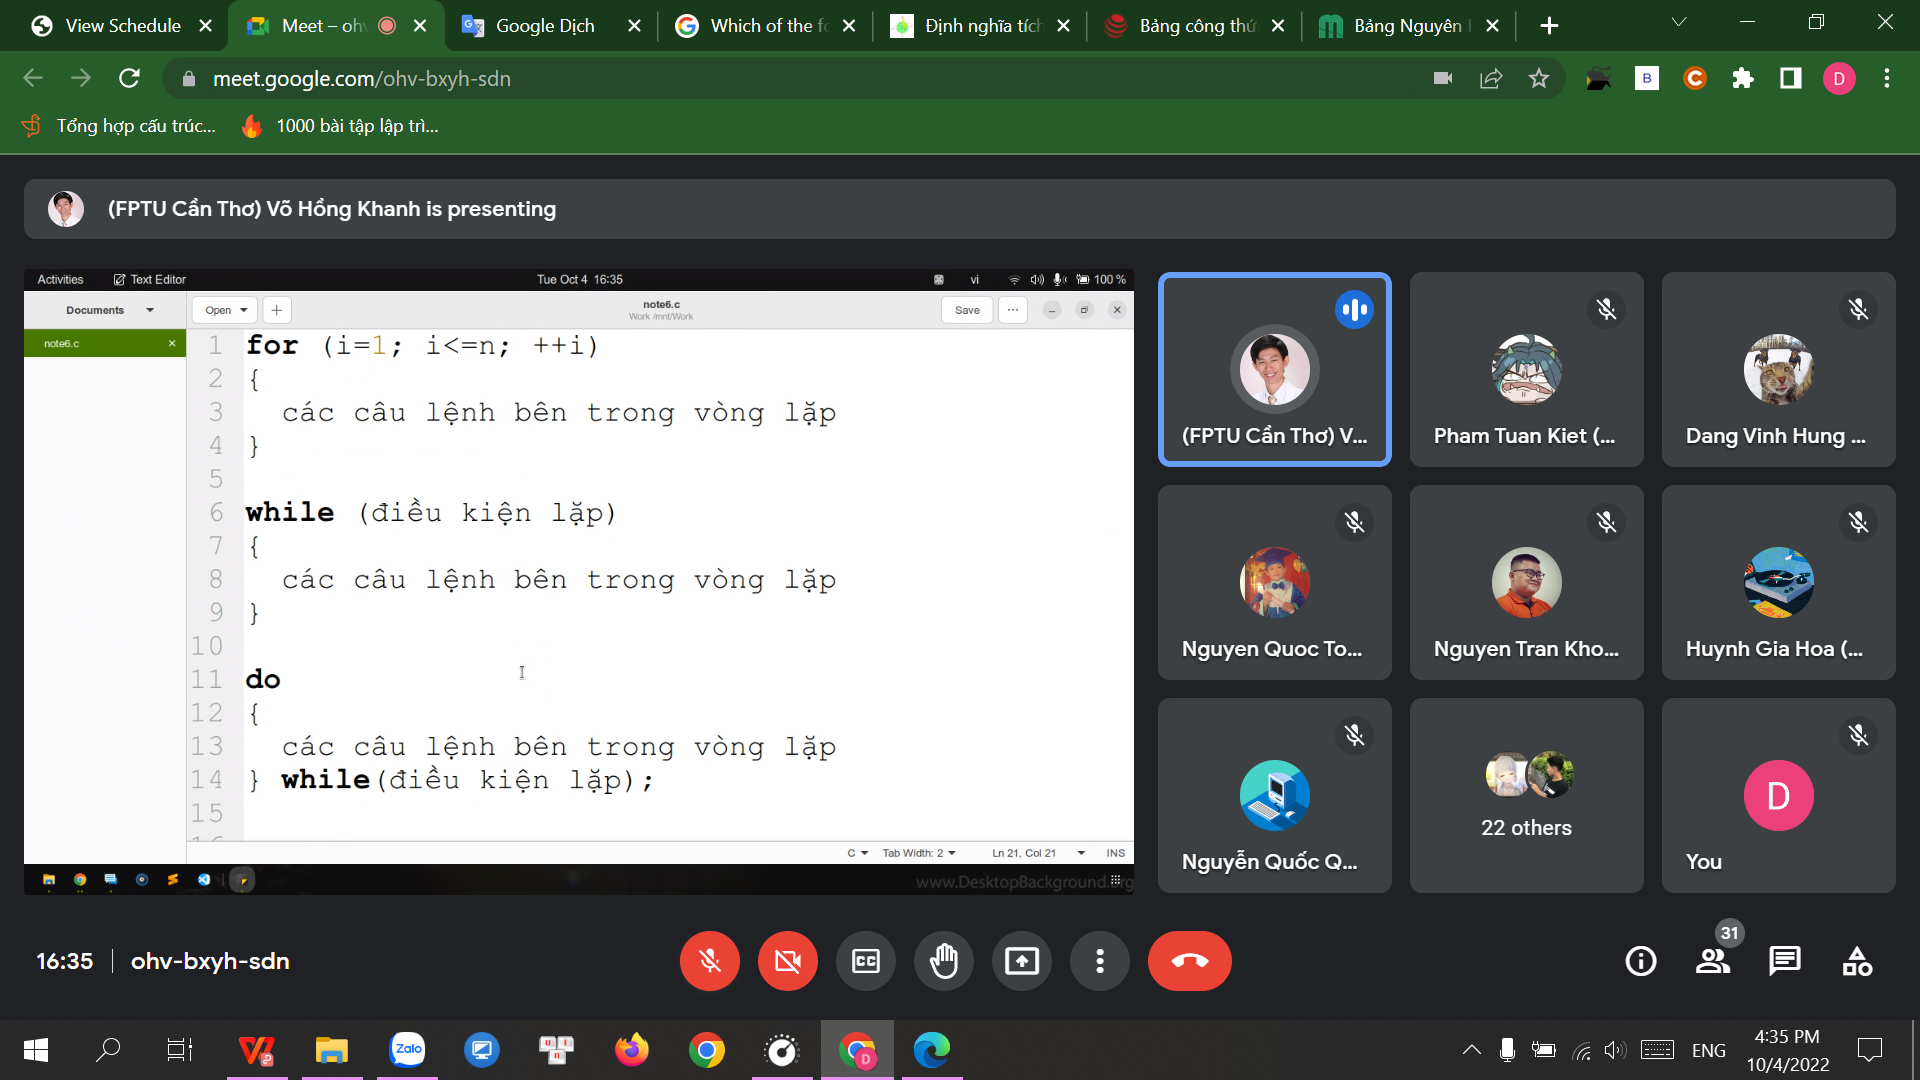 View Schedule
Meet – oh
Google Dịch
Which of the fo
Định nghĩa tích
Bảng công thứ
Bảng Nguyên
meet.google.com/ohv-bxyh-sdn
B
C
D
Tổng hợp cấu trúc...
1000 bài tập lập trì...
(FPTU Cần Thơ) Võ Hồng Khanh is presenting
Activities
Text Editor
Tue Oct 4 16:35
vi
100 %
Documents
Open
note6.c
Work /mnt/Work
Save
note6.c
1 for (i=1; i<=n; ++i)
2 {
3 các câu lệnh bên trong vòng lặp
4 }
5
6 while (điều kiện lặp)
7 {
8 các câu lệnh bên trong vòng lặp
9 }
10
11 do
12 {
13 các câu lệnh bên trong vòng lặp
14 } while(điều kiện lặp);
15
C
Tab Width: 2
Ln 21, Col 21
INS
www.DesktopBackground.org
(FPTU Cần Thơ) V...
Pham Tuan Kiet (...
Dang Vinh Hung ...
Nguyen Quoc To...
Nguyen Tran Kho...
Huynh Gia Hoa (...
Nguyễn Quốc Q...
22 others
D
You
16:35
ohv-bxyh-sdn
CC
31
Zalo
D
ENG
4:35 PM
10/4/2022